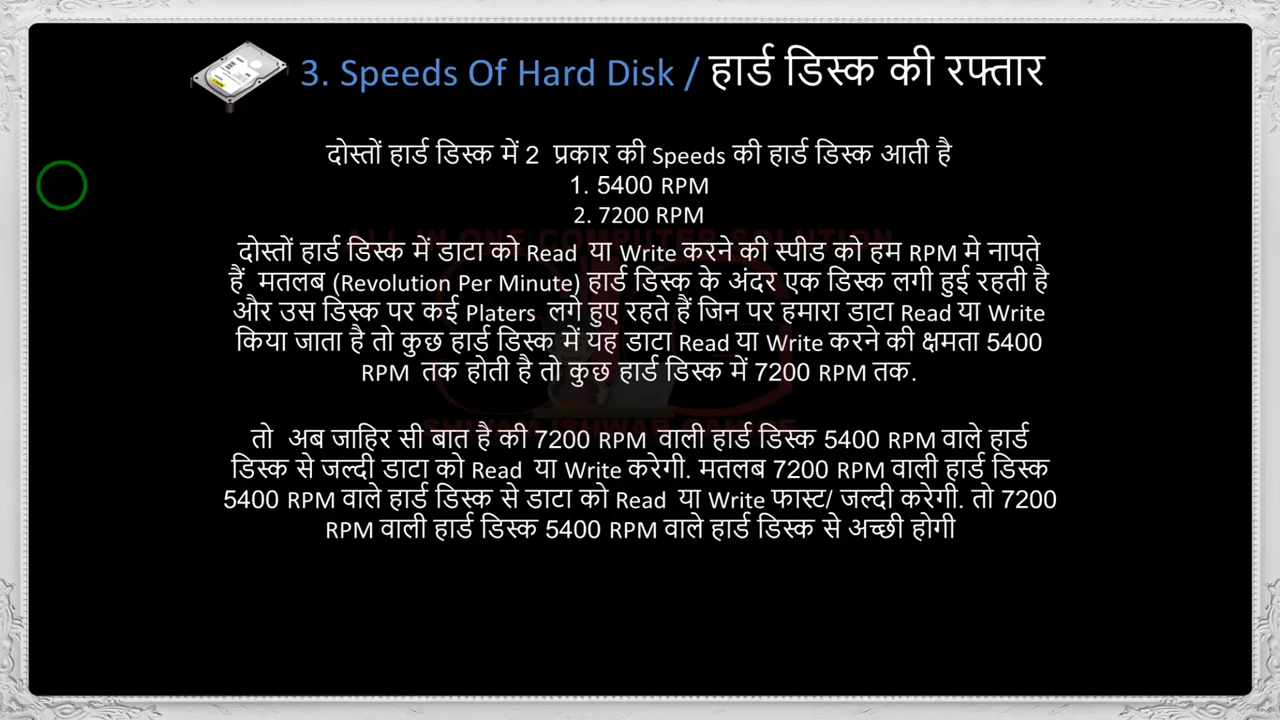 3. Speeds Of Hard Disk / हार्ड डिस्क की रफ्तार
दोस्तों हार्ड डिस्क में 2 प्रकार की Speeds की हार्ड डिस्क आती है
1. 5400 RPM
2. 7200 RPM
दोस्तों हार्ड डिस्क में डाटा को Read या Write करने की स्पीड को हम RPM मे नापते
हैं मतलब (Revolution Per Minute) हार्ड डिस्क के अंदर एक डिस्क लगी हुई रहती है
और उस डिस्क पर कई Platers लगे हुए रहते हैं जिन पर हमारा डाटा Read या Write
किया जाता है तो कुछ हार्ड डिस्क में यह डाटा Read या Write करने की क्षमता 5400
RPM तक होती है तो कुछ हार्ड डिस्क में 7200 RPM तक.
तो अब जाहिर सी बात है की 7200 RPM वाली हार्ड डिस्क 5400 RPM वाले हार्ड
डिस्क से जल्दी डाटा को Read या Write करेगी. मतलब 7200 RPM वाली हार्ड डिस्क
5400 RPM वाले हार्ड डिस्क से डाटा को Read या Write फास्ट/ जल्दी करेगी. तो 7200
RPM वाली हार्ड डिस्क 5400 RPM वाले हार्ड डिस्क से अच्छी होगी